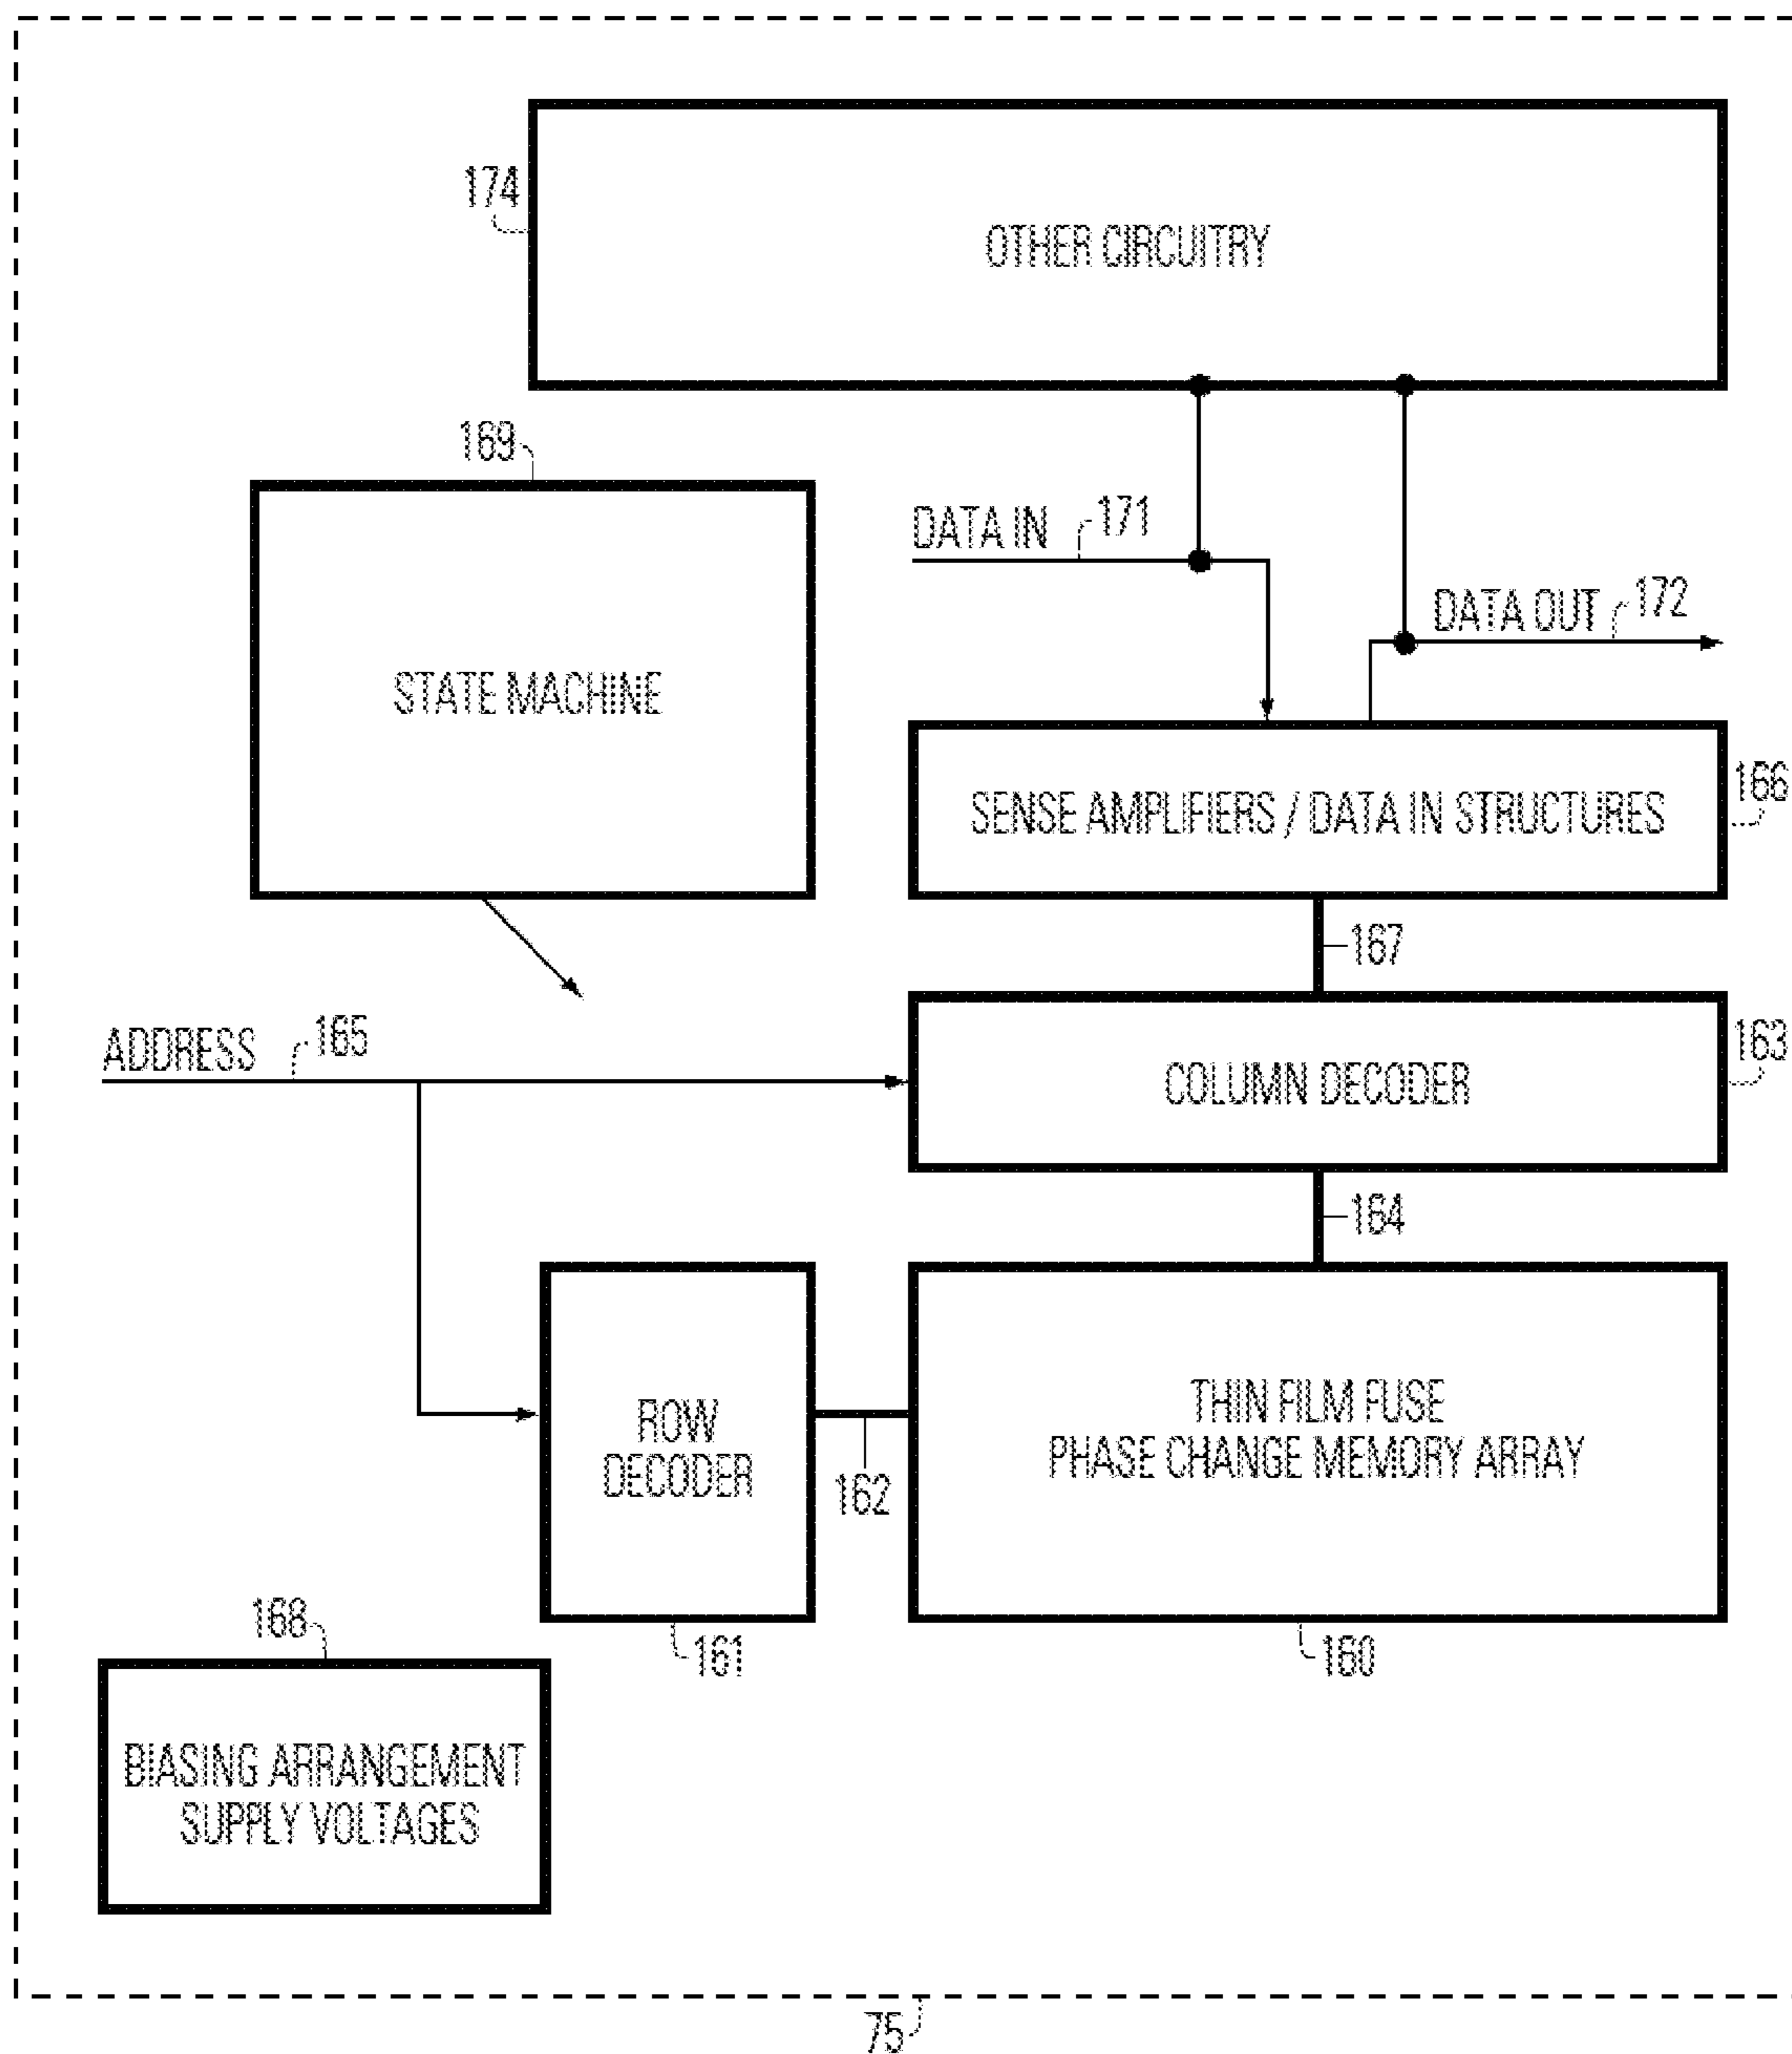 174
OTHER CIRCUITRY
169
DATA IN
171
DATA OUT
172
STATE MACHINE
SENSE AMPLIFIERS / DATA IN STRUCTURES
166
167
ADDRESS
165
COLUMN DECODER
163
164
ROW
DECODER
162
THIN FILM FUSE
PHASE CHANGE MEMORY ARRAY
168
161
160
BIASING ARRANGEMENT
SUPPLY VOLTAGES
75